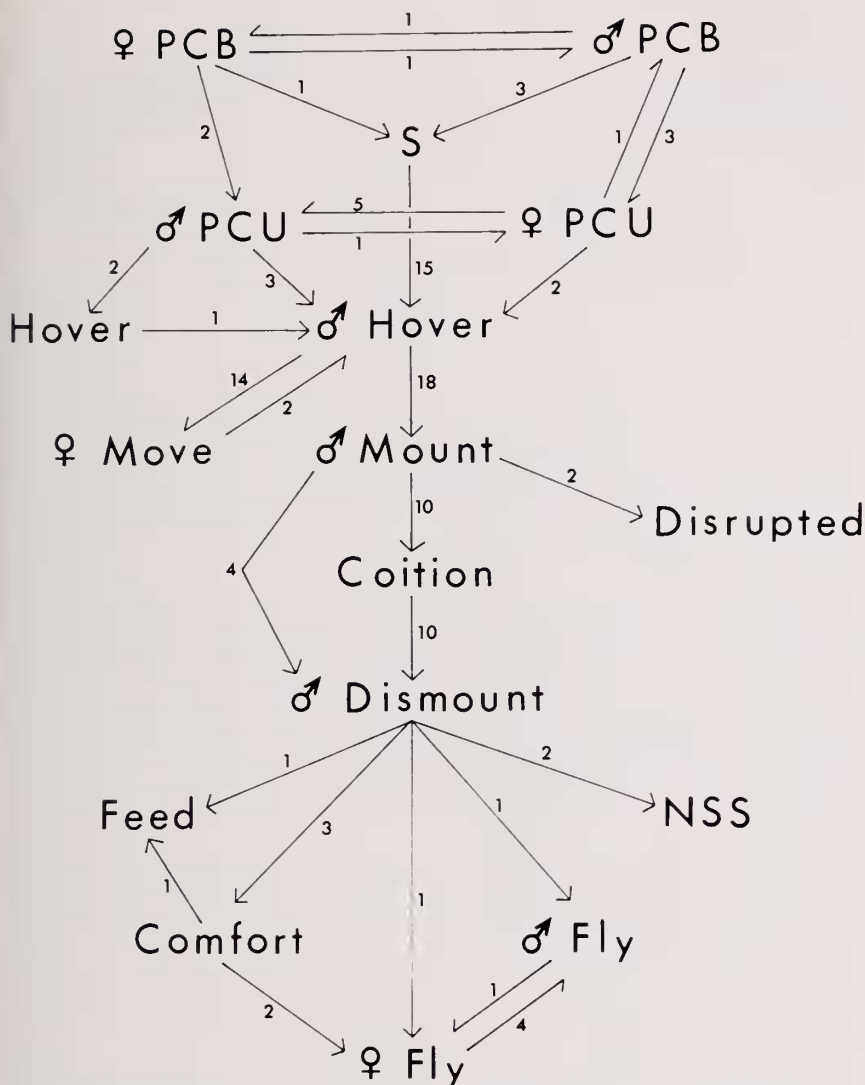 1
♀ PCB ♂ PCB
1
1 3
2 S 1 3
5
♂ PCU ♀ PCU
1
2 3 15 2
Hover 1 ♂ Hover
14 18
2
♀ Move ♂ Mount
2
10 Disrupted
4 Coition
10
♂ Dismount
1 2
1
Feed 3 NSS
1 1
Comfort ♂ Fly
1
2 4
♀ Fly